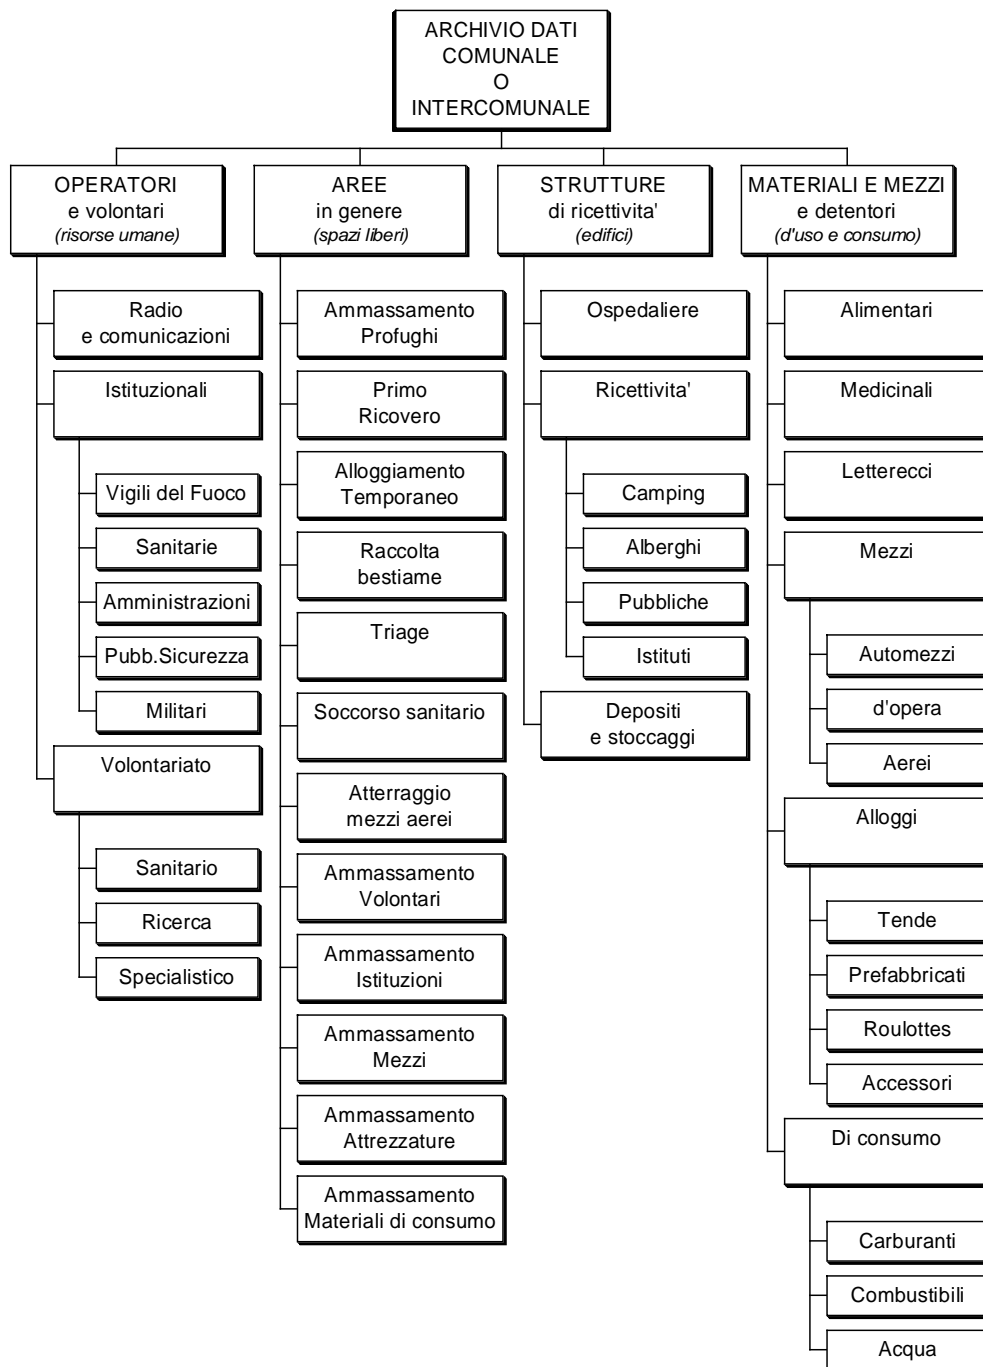 ARCHIVIO DATI
COMUNALE
O
INTERCOMUNALE
OPERATORI
e volontari
(risorse umane)
AREE
in genere
(spazi liberi)
STRUTTURE
di ricettivita'
(edifici)
MATERIALI E MEZZI
e detentori
(d'uso e consumo)
Radio
e comunicazioni
Istituzionali
Vigili del Fuoco
Sanitarie
Amministrazioni
Pubb.Sicurezza
Militari
Volontariato
Sanitario
Ricerca
Specialistico
Ammassamento
Profughi
Primo
Ricovero
Alloggiamento
Temporaneo
Raccolta
bestiame
Triage
Soccorso sanitario
Atterraggio
mezzi aerei
Ammassamento
Volontari
Ammassamento
Istituzioni
Ammassamento
Mezzi
Ammassamento
Attrezzature
Ammassamento
Materiali di consumo
Ospedaliere
Ricettivita'
Camping
Alberghi
Pubbliche
Istituti
Depositi
e stoccaggi
Alimentari
Medicinali
Letterecci
Mezzi
Automezzi
d'opera
Aerei
Alloggi
Tende
Prefabbricati
Roulottes
Accessori
Di consumo
Carburanti
Combustibili
Acqua